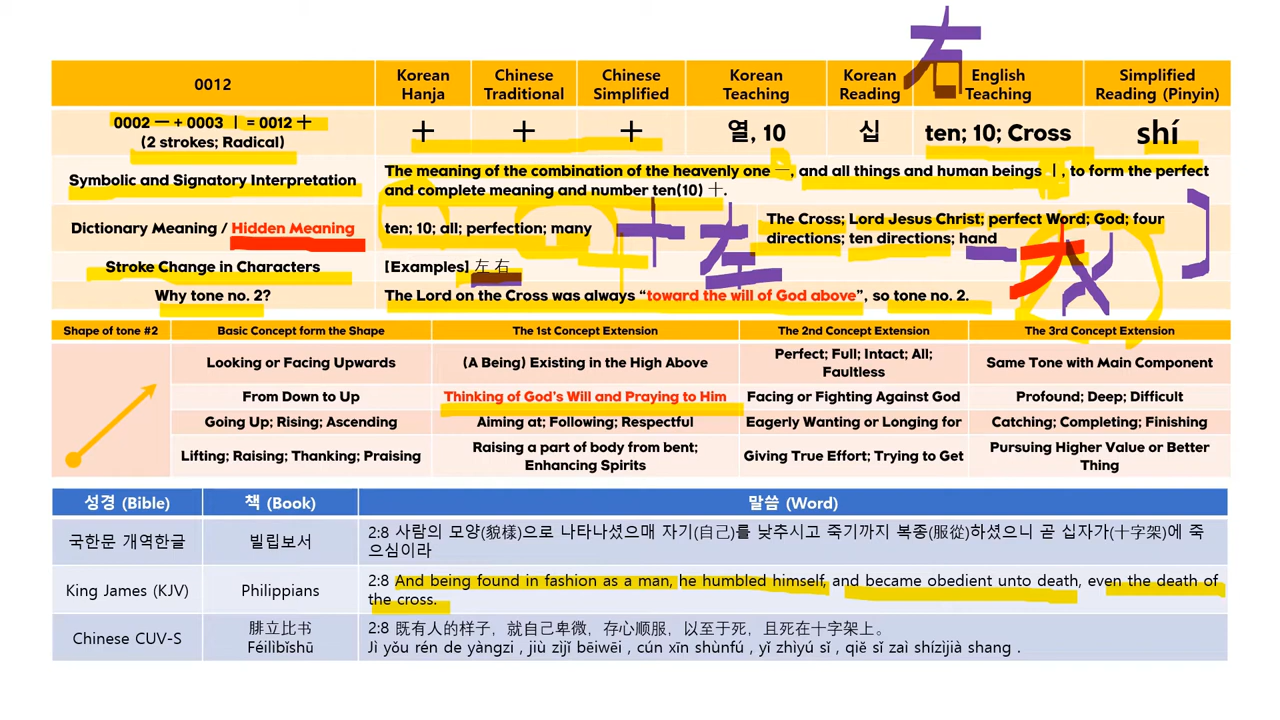 右
0012
Korean Hanja
Chinese Traditional
Chinese Simplified
Korean Teaching
Korean Reading
English Teaching
Simplified Reading (Pinyin)
0002 一 + 0003 丨 = 0012 十
(2 strokes; Radical)
十
十
十
열, 10
십
ten; 10; Cross
shí
Symbolic and Signatory Interpretation
The meaning of the combination of the heavenly one 一, and all things and human beings 丨, to form the perfect
and complete meaning and number ten(10) 十.
Dictionary Meaning / Hidden Meaning
ten; 10; all; perfection; many
十 左
The Cross; Lord Jesus Christ; perfect Word; God; four
directions; ten directions; hand
Stroke Change in Characters
[Examples] 左 右
Why tone no. 2?
The Lord on the Cross was always “toward the will of God above”, so tone no. 2.
Shape of tone #2
Basic Concept form the Shape
The 1st Concept Extension
The 2nd Concept Extension
The 3rd Concept Extension
Looking or Facing Upwards
(A Being) Existing in the High Above
Perfect; Full; Intact; All;
Faultless
Same Tone with Main Component
From Down to Up
Thinking of God's Will and Praying to Him
Facing or Fighting Against God
Profound; Deep; Difficult
Going Up; Rising; Ascending
Aiming at; Following; Respectful
Eagerly Wanting or Longing for
Catching; Completing; Finishing
Lifting; Raising; Thanking; Praising
Raising a part of body from bent;
Enhancing Spirits
Giving True Effort; Trying to Get
Pursuing Higher Value or Better
Thing
성경 (Bible)
책 (Book)
말씀 (Word)
국한문 개역한글
빌립보서
2:8 사람의 모양(貌樣)으로 나타나셨으매 자기(自己)를 낮추시고 죽기까지 복종(服從)하셨으니 곧 십자가(十字架)에 죽
으심이라
King James (KJV)
Philippians
2:8 And being found in fashion as a man, he humbled himself, and became obedient unto death, even the death of
the cross.
Chinese CUV-S
腓立比书
Féilìbǐshū
2:8 既有人的样子，就自己卑微，存心顺服，以至于死，且死在十字架上。
Jì yǒu rén de yàngzi , jiù zìjǐ bēiwēi , cún xīn shùnfú , yǐ zhìyú sǐ , qiě sǐ zaì shízìjià shang .